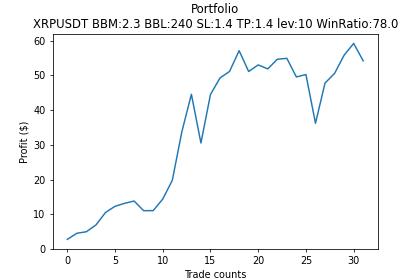 Portfolio
XRPUSDT BBM:2.3 BBL:240 SL:1.4 TP:1.4 lev:10 WinRatio:78.0
60
50
40
30
20
10
0
Profit ($)
0 5 10 15 20 25 30
Trade counts